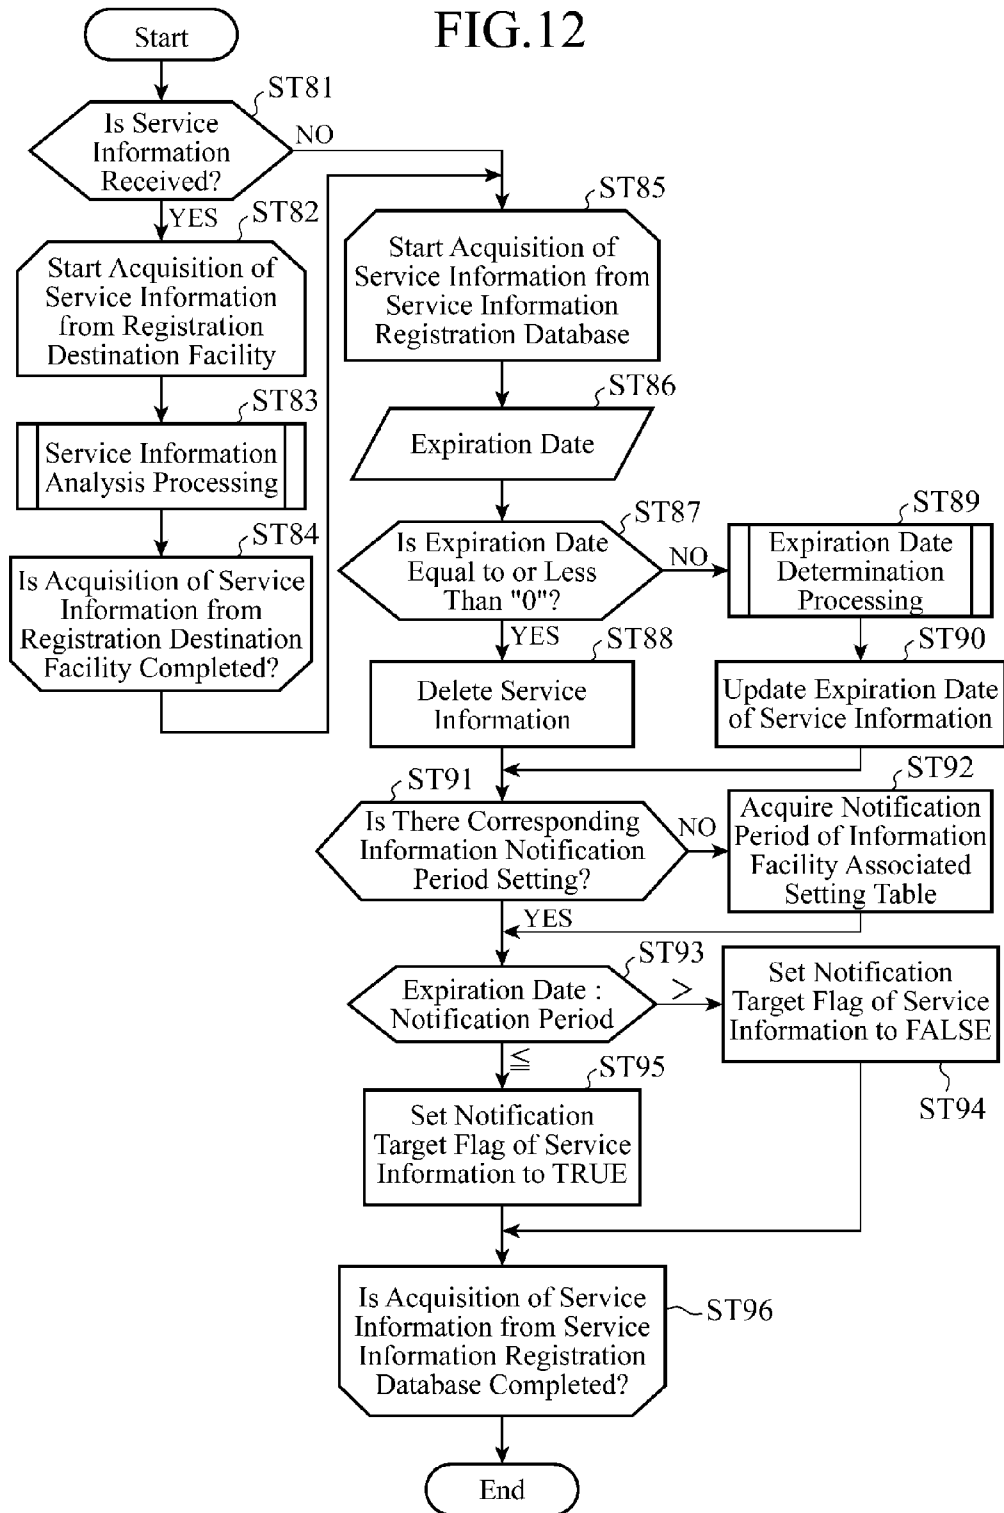 FIG.12
Start
ST81
Is Service
Information
Received?
NO
YES
ST82
Start Acquisition of
Service Information
from Registration
Destination Facility
ST83
Service Information
Analysis Processing
ST84
Is Acquisition of Service
Information from
Registration Destination
Facility Completed?
ST85
Start Acquisition of
Service Information from
Service Information
Registration Database
ST86
Expiration Date
ST87
Is Expiration Date
Equal to or Less
Than "0"?
NO
YES
ST89
Expiration Date
Determination
Processing
ST88
Delete Service
Information
ST90
Update Expiration Date
of Service Information
ST91
Is There Corresponding
Information Notification
Period Setting?
NO
YES
ST92
Acquire Notification
Period of Information
Facility Associated
Setting Table
ST93
Expiration Date :
Notification Period
>
≦
Set Notification
Target Flag of Service
Information to FALSE
ST94
ST95
Set Notification
Target Flag of Service
Information to TRUE
Is Acquisition of Service
Information from Service
Information Registration
Database Completed?
ST96
End